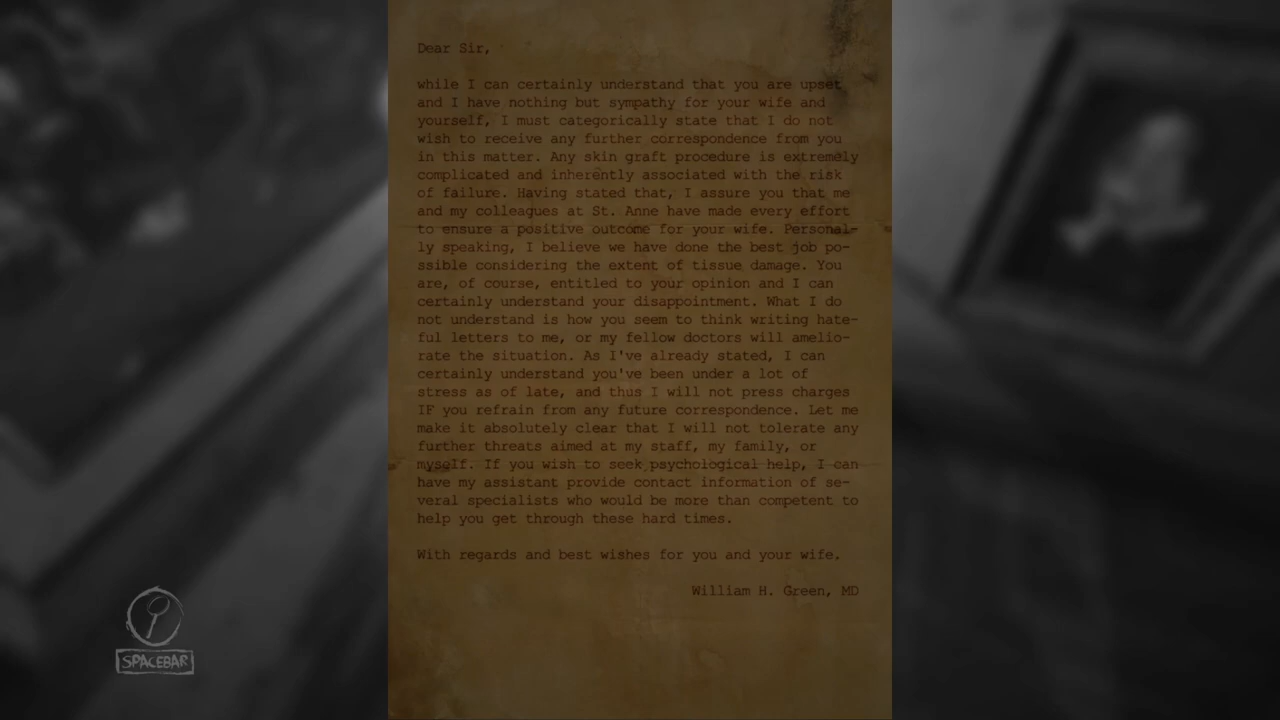 Dear Sir,
while I can certainly understand that you are upset
and I have nothing but sympathy for your wife and
yourself, I must categorically state that I do not
wish to receive any further correspondence from you
in this matter. Any skin graft procedure is extremely
complicated and inherently associated with the risk
of failure. Having stated that, I assure you that me
and my colleagues at St. Anne have made every effort
to ensure a positive outcome for your wife. Personal-
ly speaking, I believe we have done the best job po-
ssible considering the extent of tissue damage. You
are, of course, entitled to your opinion and I can
certainly understand your disappointment. What I do
not understand is how you seem to think writing hate-
ful letters to me, or my fellow doctors will amelio-
rate the situation. As I've already stated, I can
certainly understand you've been under a lot of
stress as of late, and thus I will not press charges
IF you refrain from any future correspondence. Let me
make it absolutely clear that I will not tolerate any
further threats aimed at my staff, my family, or
myself. If you wish to seek psychological help, I can
have my assistant provide contact information of se-
veral specialists who would be more than competent to
help you get through these hard times.
With regards and best wishes for you and your wife.
William H. Green, MD
SPACEBAR